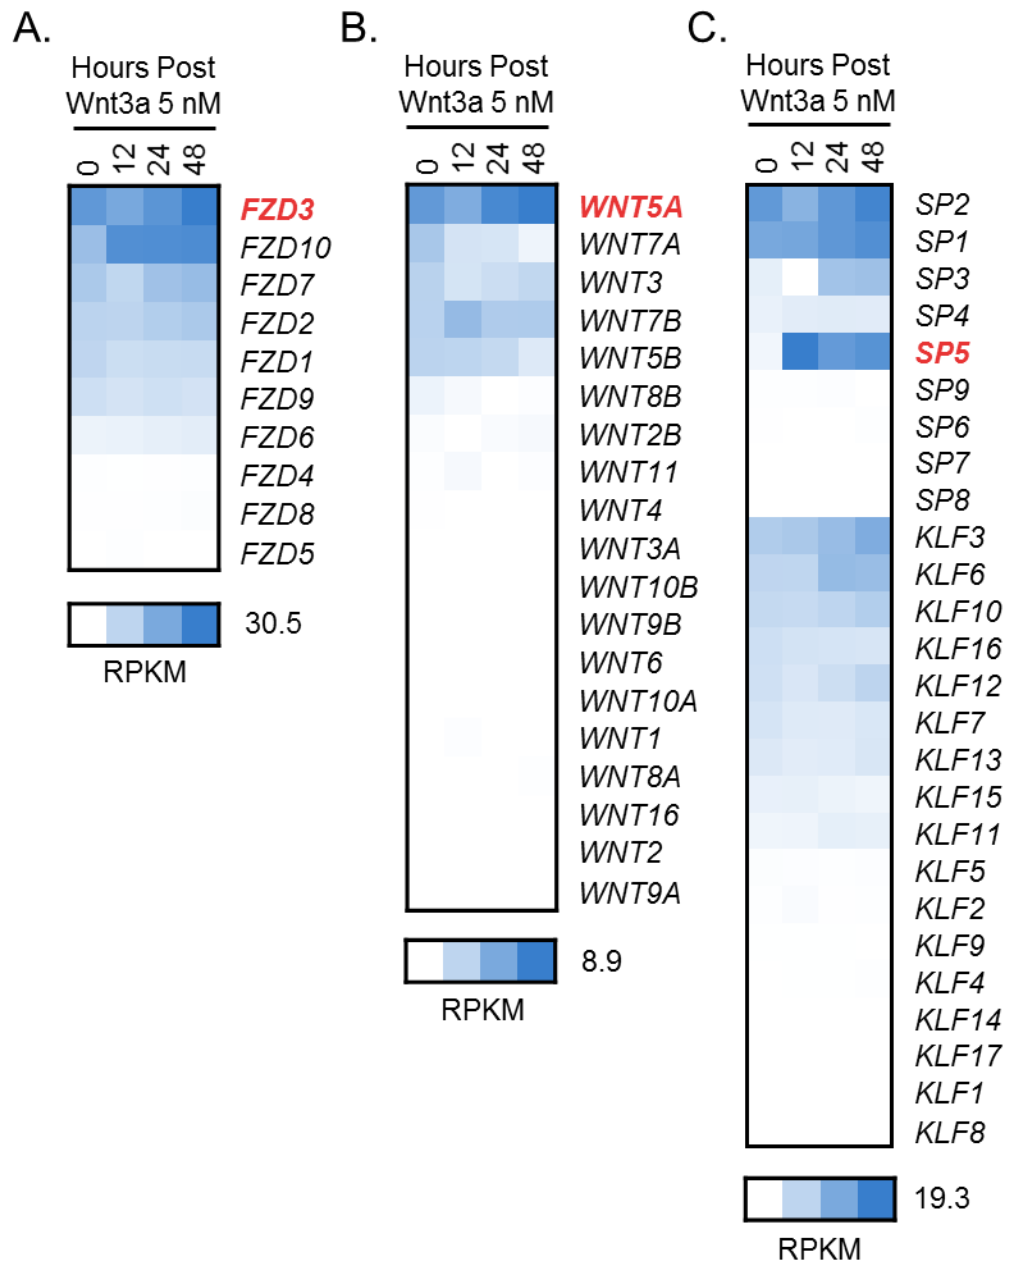 A.
Hours Post
Wnt3a 5 nM
0 12 24 48
FZD3
FZD10
FZD7
FZD2
FZD1
FZD9
FZD6
FZD4
FZD8
FZD5
30.5
RPKM
B.
Hours Post
Wnt3a 5 nM
0 12 24 48
WNT5A
WNT7A
WNT3
WNT7B
WNT5B
WNT8B
WNT2B
WNT11
WNT4
WNT3A
WNT10B
WNT9B
WNT6
WNT10A
WNT1
WNT8A
WNT16
WNT2
WNT9A
8.9
RPKM
C.
Hours Post
Wnt3a 5 nM
0 12 24 48
SP2
SP1
SP3
SP4
SP5
SP9
SP6
SP7
SP8
KLF3
KLF6
KLF10
KLF16
KLF12
KLF7
KLF13
KLF15
KLF11
KLF5
KLF2
KLF9
KLF4
KLF14
KLF17
KLF1
KLF8
19.3
RPKM